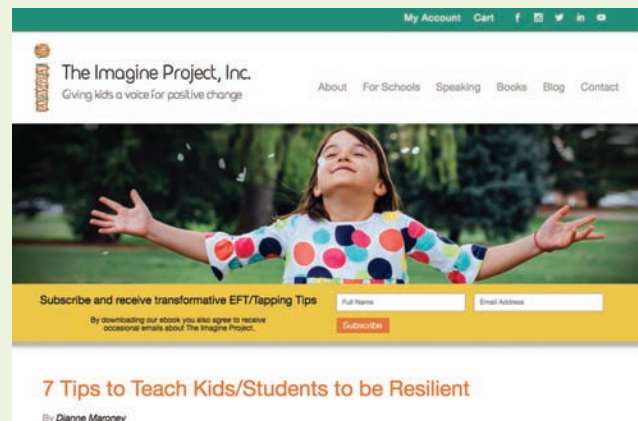 My Account Cart
The Imagine Project, Inc.
Giving kids a voice for positive change
About For Schools Speaking Books Blog Contact
Subscribe and receive transformative EFT/Tapping Tips
Full Name
Email Address
By downloading our ebook you also agree to receive
occasional emails about The Imagine Project.
Subscribe
7 Tips to Teach Kids/Students to be Resilient
By Dianne Maroney